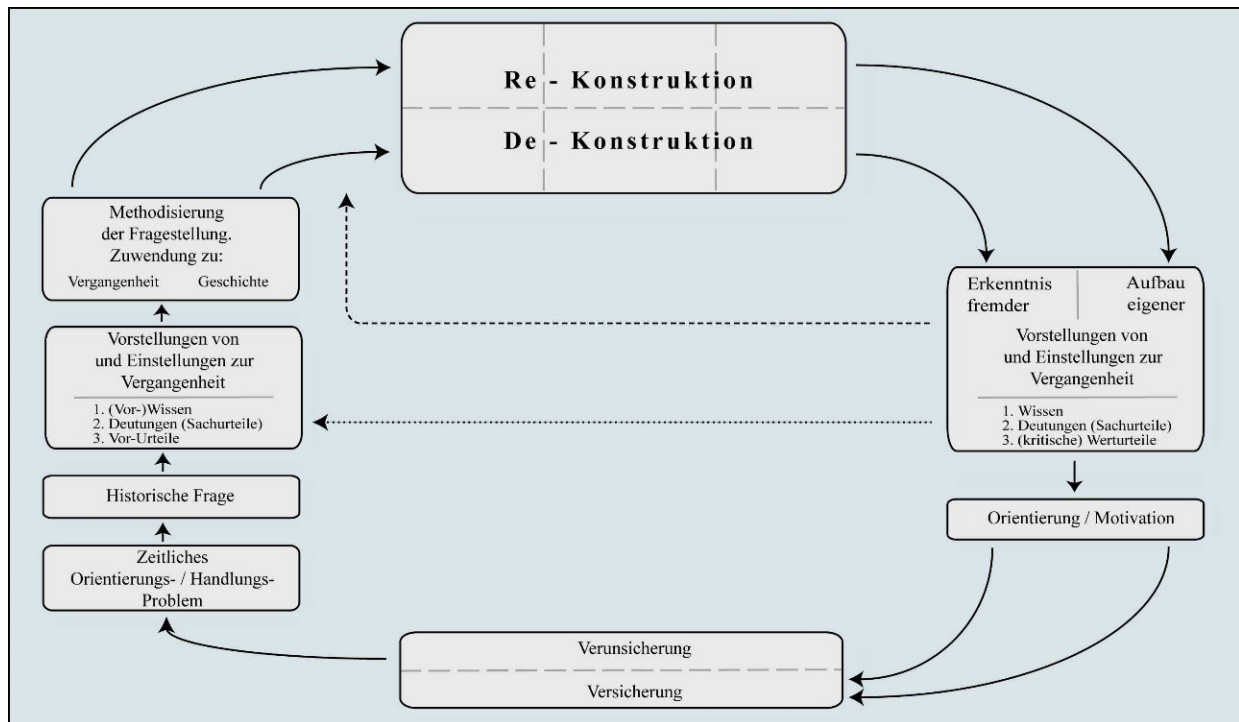 Re - Konstruktion
De - Konstruktion
Methodisierung
der Fragestellung.
Zuwendung zu:
Vergangenheit Geschichte
Vorstellungen von
und Einstellungen zur
Vergangenheit
1. (Vor-)Wissen
2. Deutungen (Sachurteile)
3. Vor-Urteile
Historische Frage
Zeitliches
Orientierungs- / Handlungs-
Problem
Erkenntnis
fremder
Aufbau
eigener
Vorstellungen von
und Einstellungen zur
Vergangenheit
1. Wissen
2. Deutungen (Sachurteile)
3. (kritische) Werturteile
Orientierung / Motivation
Verunsicherung
Versicherung